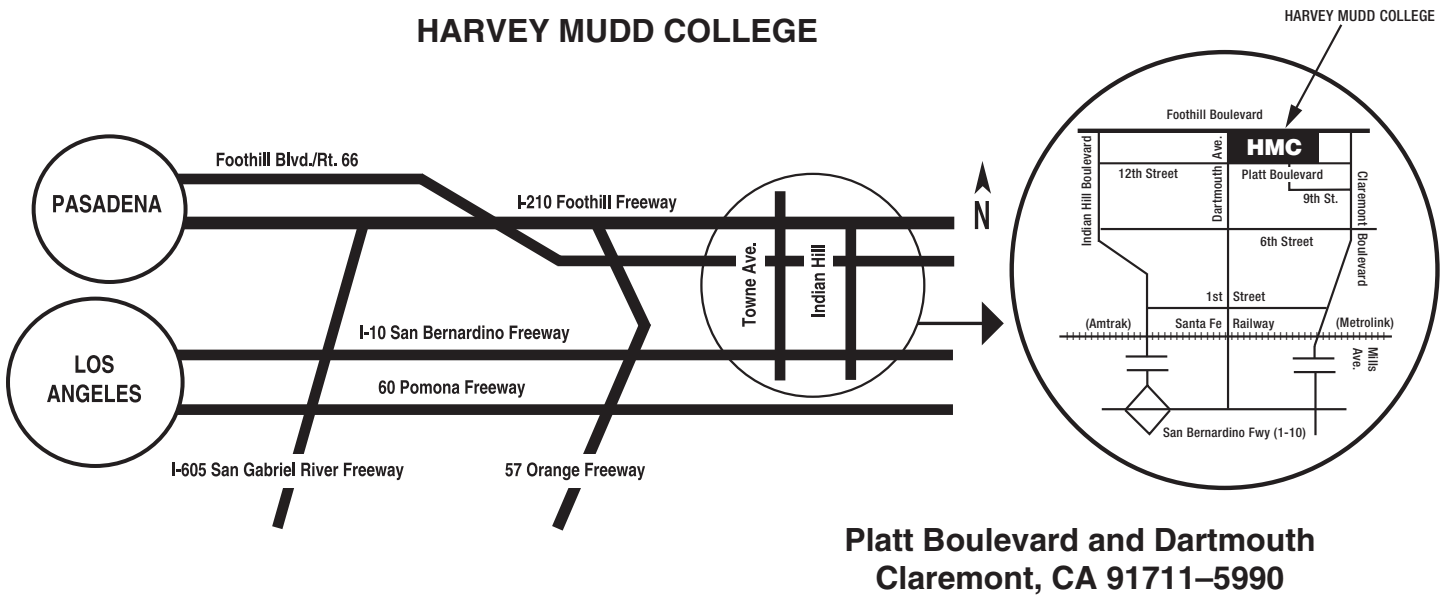 HARVEY MUDD COLLEGE
HARVEY MUDD COLLEGE
PASADENA
Foothill Blvd./Rt. 66
I-210 Foothill Freeway
N
Towne Ave.
Indian Hill
LOS
ANGELES
I-10 San Bernardino Freeway
60 Pomona Freeway
I-605 San Gabriel River Freeway
57 Orange Freeway
Foothill Boulevard
Indian Hill Boulevard
Dartmouth Ave.
HMC
12th Street
Platt Boulevard
9th St.
Claremont Boulevard
6th Street
1st Street
(Amtrak)
Santa Fe Railway
(Metrolink)
Mills
Ave.
San Bernardino Fwy (1-10)
Platt Boulevard and Dartmouth
Claremont, CA 91711–5990